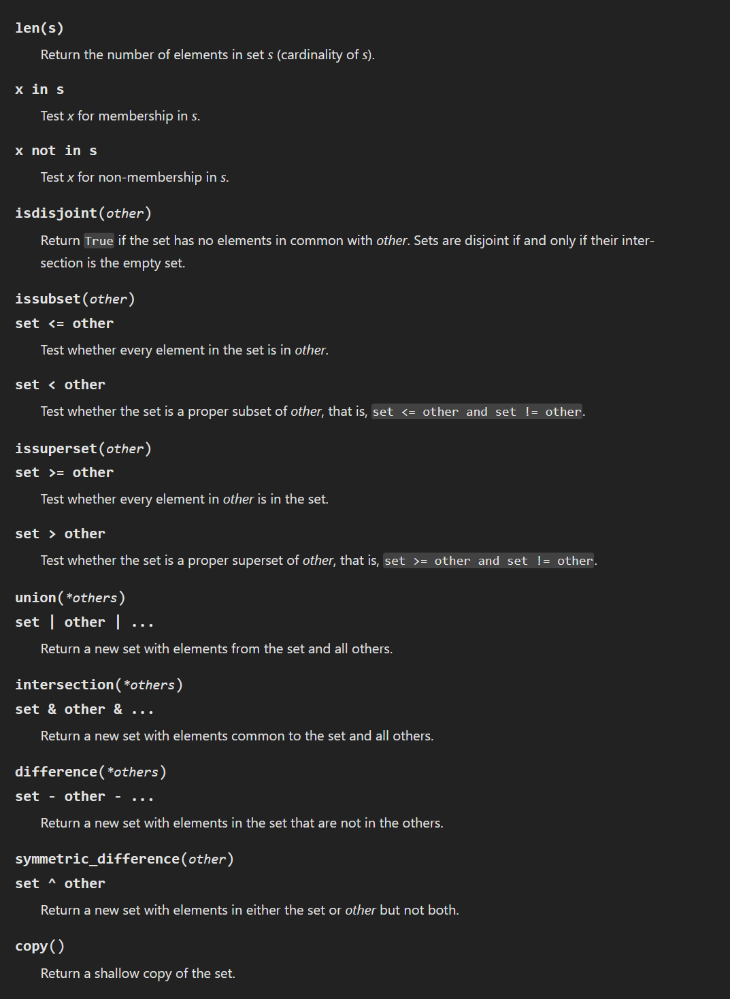 len(s)
Return the number of elements in set s (cardinality of s).
x in s
Test x for membership in s.
x not in s
Test x for non-membership in s.
isdisjoint(other)
Return True if the set has no elements in common with other. Sets are disjoint if and only if their inter-
section is the empty set.
issubset(other)
set <= other
Test whether every element in the set is in other.
set < other
Test whether the set is a proper subset of other, that is, set <= other and set != other.
issuperset(other)
set >= other
Test whether every element in other is in the set.
set > other
Test whether the set is a proper superset of other, that is, set >= other and set != other.
union(*others)
set | other | ...
Return a new set with elements from the set and all others.
intersection(*others)
set & other & ...
Return a new set with elements common to the set and all others.
difference(*others)
set - other - ...
Return a new set with elements in the set that are not in the others.
symmetric_difference(other)
set ^ other
Return a new set with elements in either the set or other but not both.
copy()
Return a shallow copy of the set.